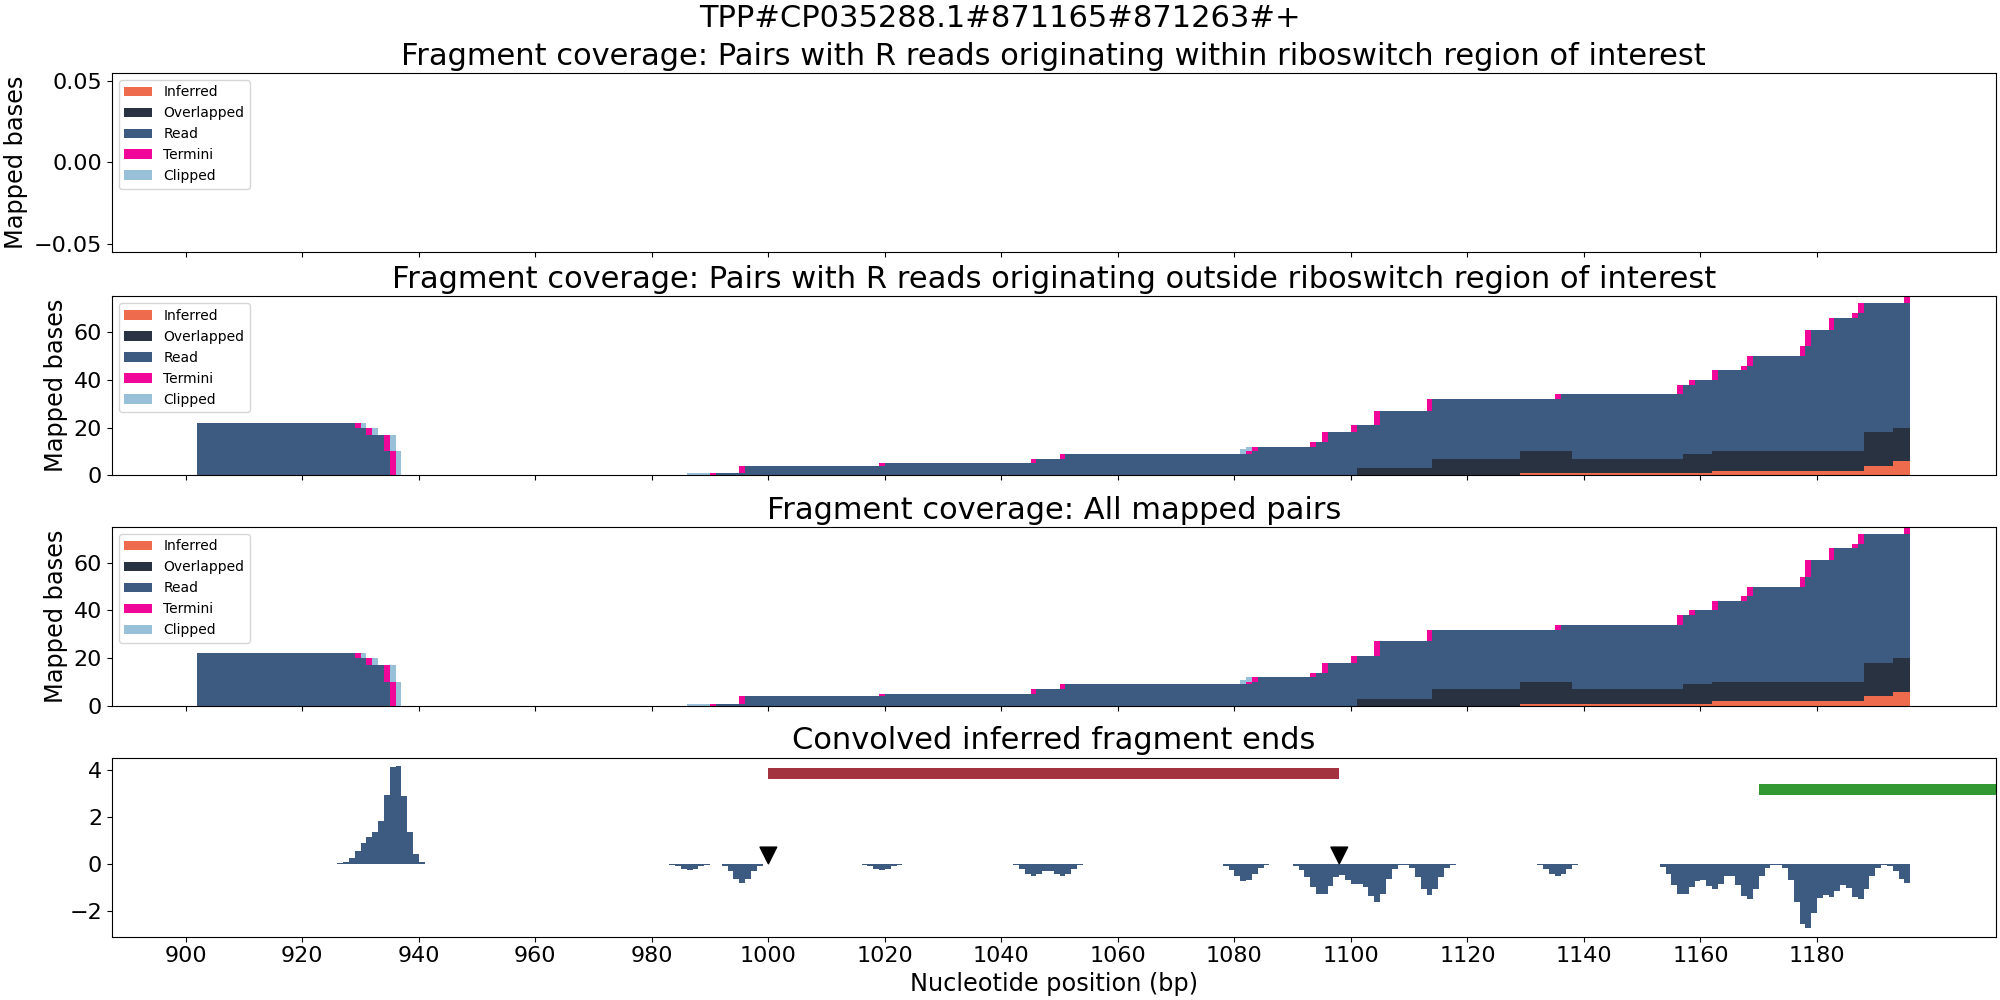 TPP#CP035288.1#871165#871263#+
Fragment coverage: Pairs with R reads originating within riboswitch region of interest
Mapped bases
0.05
0.00
−0.05
Inferred
Overlapped
Read
Termini
Clipped
Fragment coverage: Pairs with R reads originating outside riboswitch region of interest
Mapped bases
60
40
20
0
Inferred
Overlapped
Read
Termini
Clipped
Fragment coverage: All mapped pairs
Mapped bases
60
40
20
0
Inferred
Overlapped
Read
Termini
Clipped
Convolved inferred fragment ends
4
2
0
−2
900 920 940 960 980 1000 1020 1040 1060 1080 1100 1120 1140 1160 1180
Nucleotide position (bp)